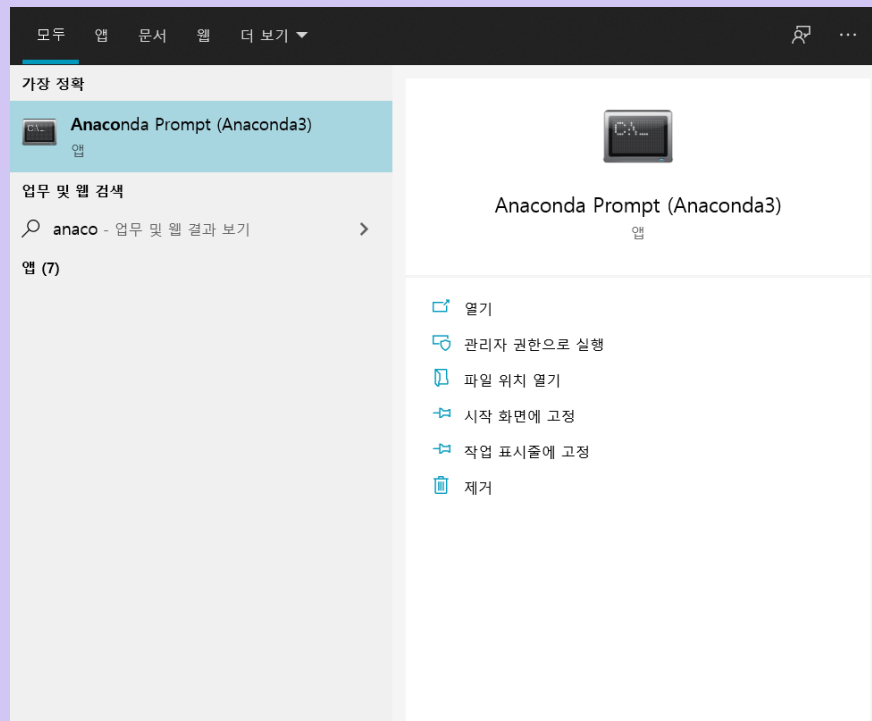 모두 앱 문서 웹 더 보기
가장 정확
Anaconda Prompt (Anaconda3)
앱
업무 및 웹 검색
anaco - 업무 및 웹 결과 보기
앱 (7)
C:\_
Anaconda Prompt (Anaconda3)
앱
열기
관리자 권한으로 실행
파일 위치 열기
시작 화면에 고정
작업 표시줄에 고정
제거